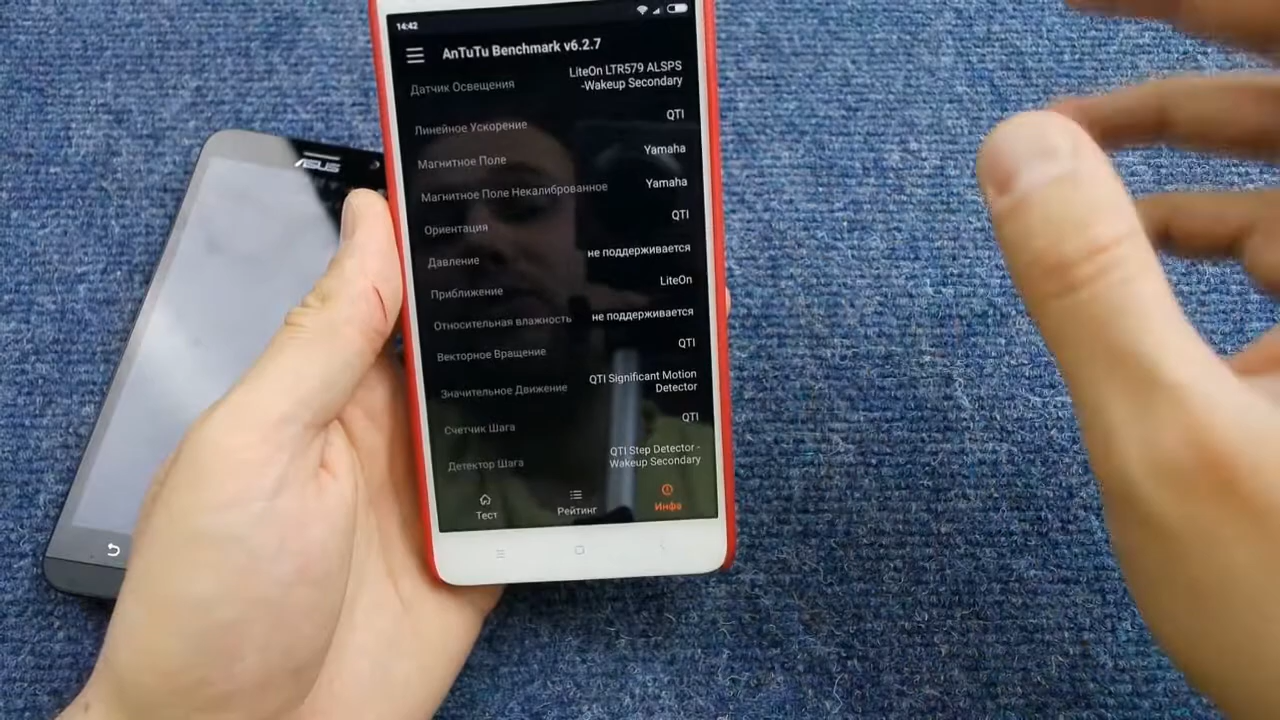 14:42
AnTuTu Benchmark v6.2.7
Датчик Освещения
LiteOn LTR579 ALSPS
-Wakeup Secondary
Линейное Ускорение
QTI
Магнитное Поле
Yamaha
Магнитное Поле Некалиброванное
Yamaha
Ориентация
QTI
Давление
не поддерживается
Приближение
LiteOn
Относительная влажность
не поддерживается
Векторное Вращение
QTI
Значительное Движение
QTI Significant Motion
Detector
Счетчик Шага
QTI
Детектор Шага
QTI Step Detector -
Wakeup Secondary
Тест
Рейтинг
Инфа
ASUS